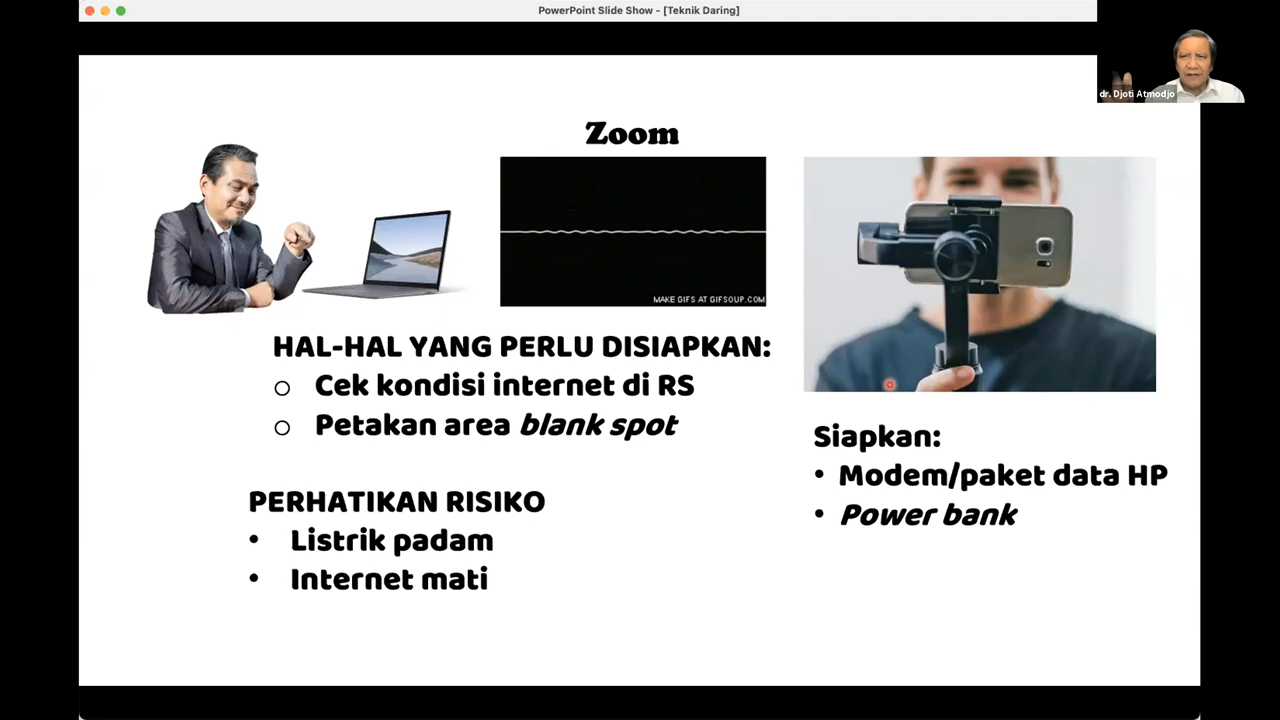 PowerPoint Slide Show - [Teknik Daring]
dr. Djoti Atmodjo
Zoom
MAKE GIFS AT GIFSOUP.COM
HAL-HAL YANG PERLU DISIAPKAN:
o Cek kondisi internet di RS
o Petakan area blank spot
PERHATIKAN RISIKO
• Listrik padam
• Internet mati
Siapkan:
• Modem/paket data HP
• Power bank